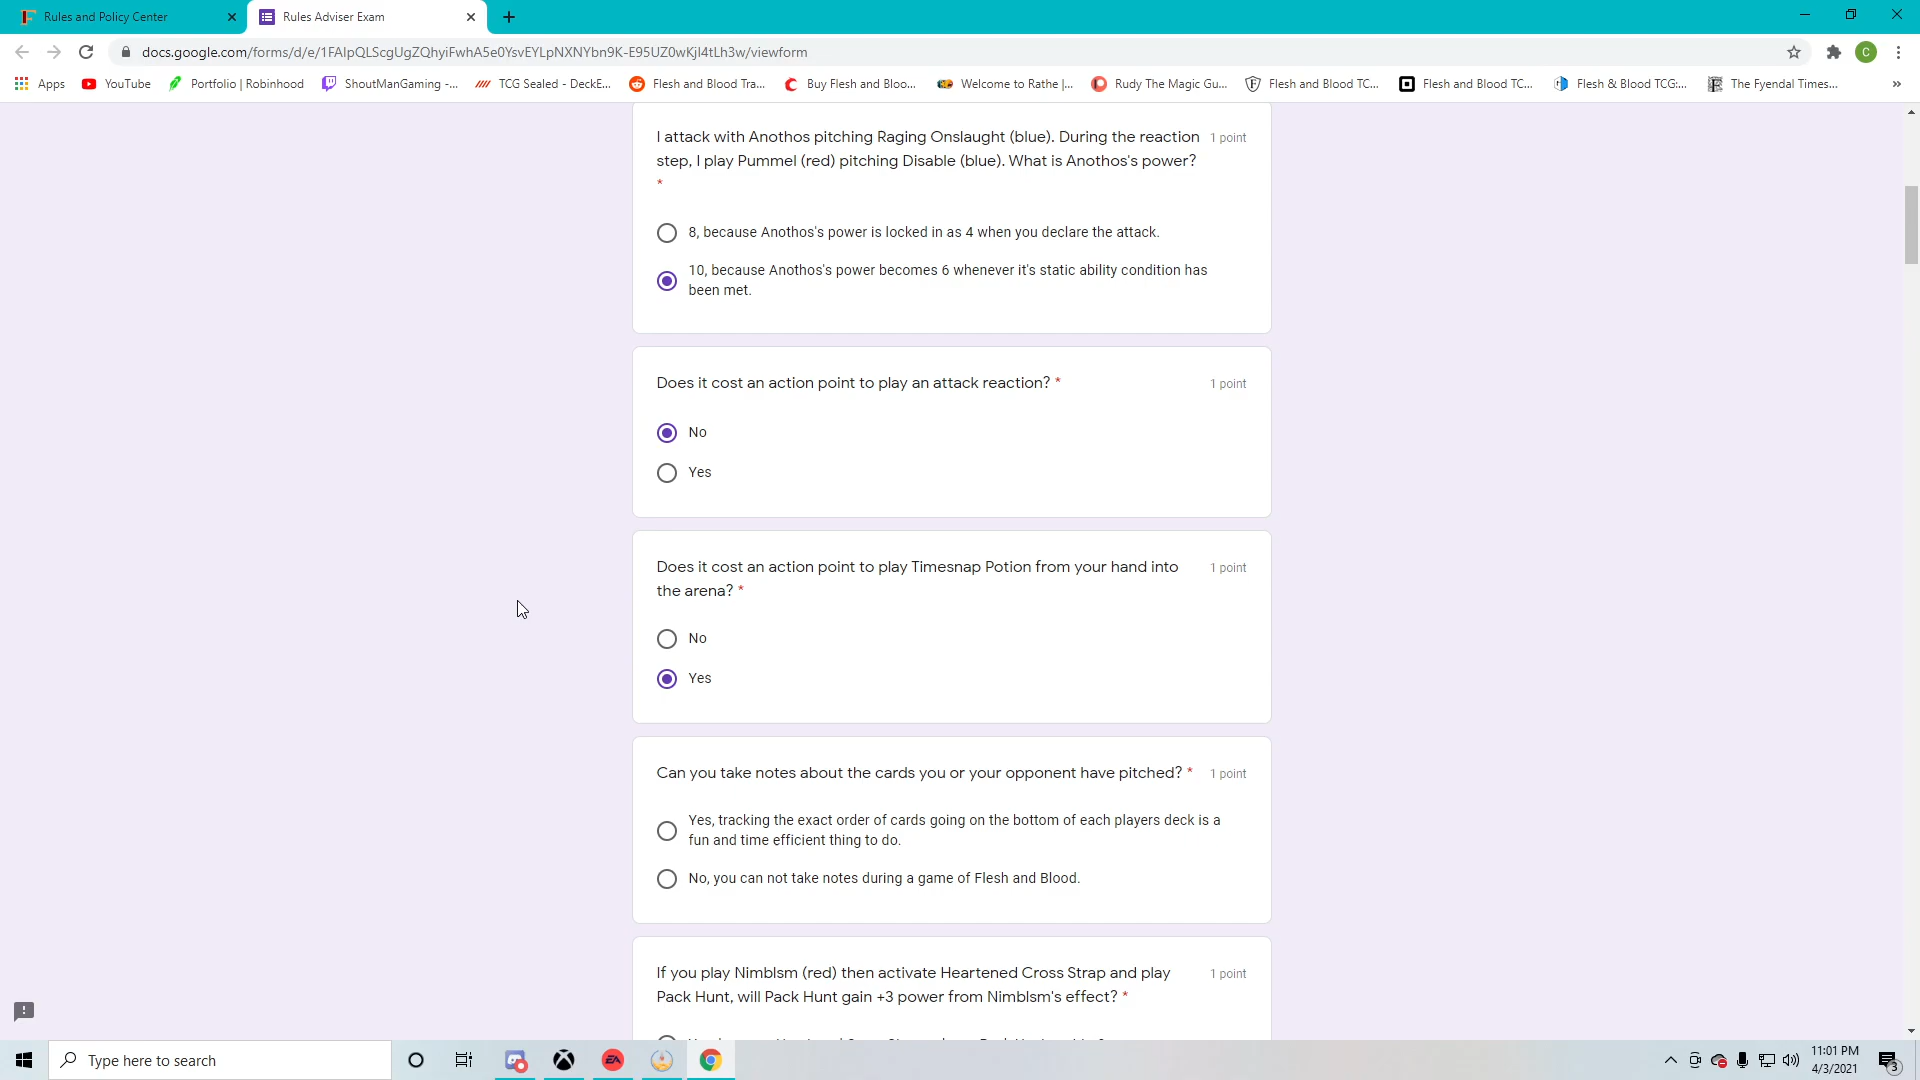 Rules and Policy Center
Rules Adviser Exam
docs.google.com/forms/d/e/1FAIpQLScgUgZQhyiFwhA5e0YsvEYLpNXNYbn9K-E95UZ0wKjI4tLh3w/viewform
C
Apps
YouTube
Portfolio | Robinhood
ShoutManGaming -...
TCG Sealed - DeckE...
Flesh and Blood Tra...
Buy Flesh and Bloo...
Welcome to Rathe |...
Rudy The Magic Gu...
Flesh and Blood TC...
Flesh and Blood TC...
Flesh & Blood TCG:...
The Fyendal Times...
»
I attack with Anothos pitching Raging Onslaught (blue). During the reaction 1 point
step, I play Pummel (red) pitching Disable (blue). What is Anothos's power?
*
8, because Anothos's power is locked in as 4 when you declare the attack.
10, because Anothos's power becomes 6 whenever it's static ability condition has
been met.
Does it cost an action point to play an attack reaction? * 1 point
No
Yes
Does it cost an action point to play Timesnap Potion from your hand into 1 point
the arena? *
No
Yes
Can you take notes about the cards you or your opponent have pitched? * 1 point
Yes, tracking the exact order of cards going on the bottom of each players deck is a
fun and time efficient thing to do.
No, you can not take notes during a game of Flesh and Blood.
If you play Nimblsm (red) then activate Heartened Cross Strap and play 1 point
Pack Hunt, will Pack Hunt gain +3 power from Nimblsm's effect? *
Type here to search
EA
11:01 PM
4/3/2021
3